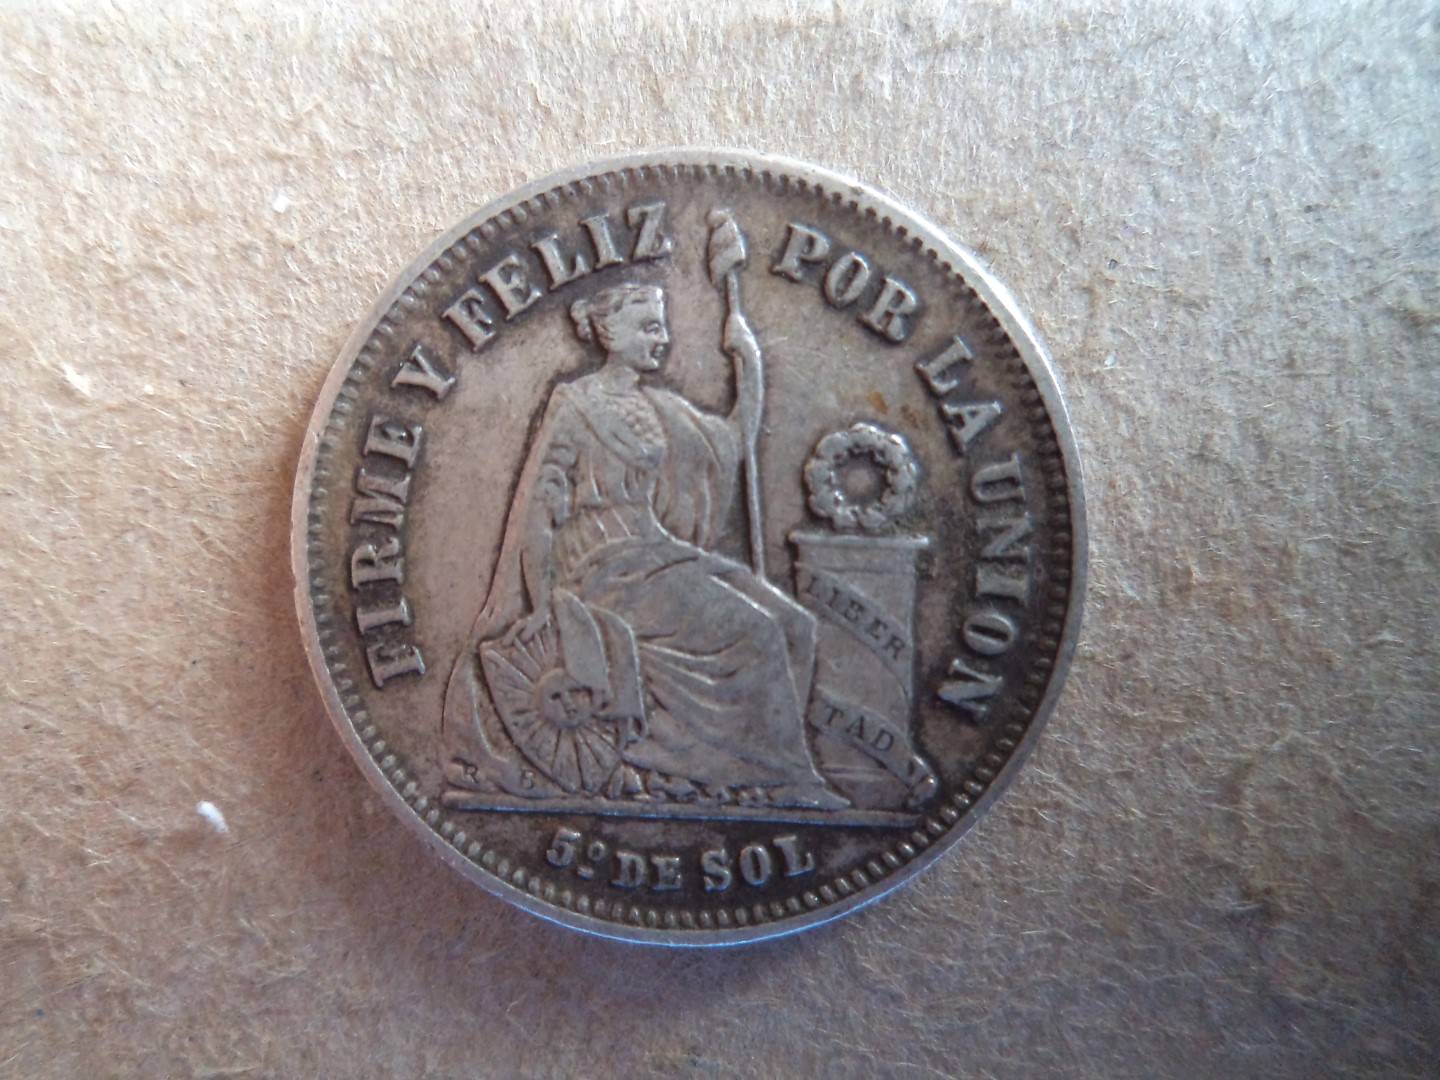 FIRME Y FELIZ POR LA UNION
LIBER
TAD
R B
5º DE SOL